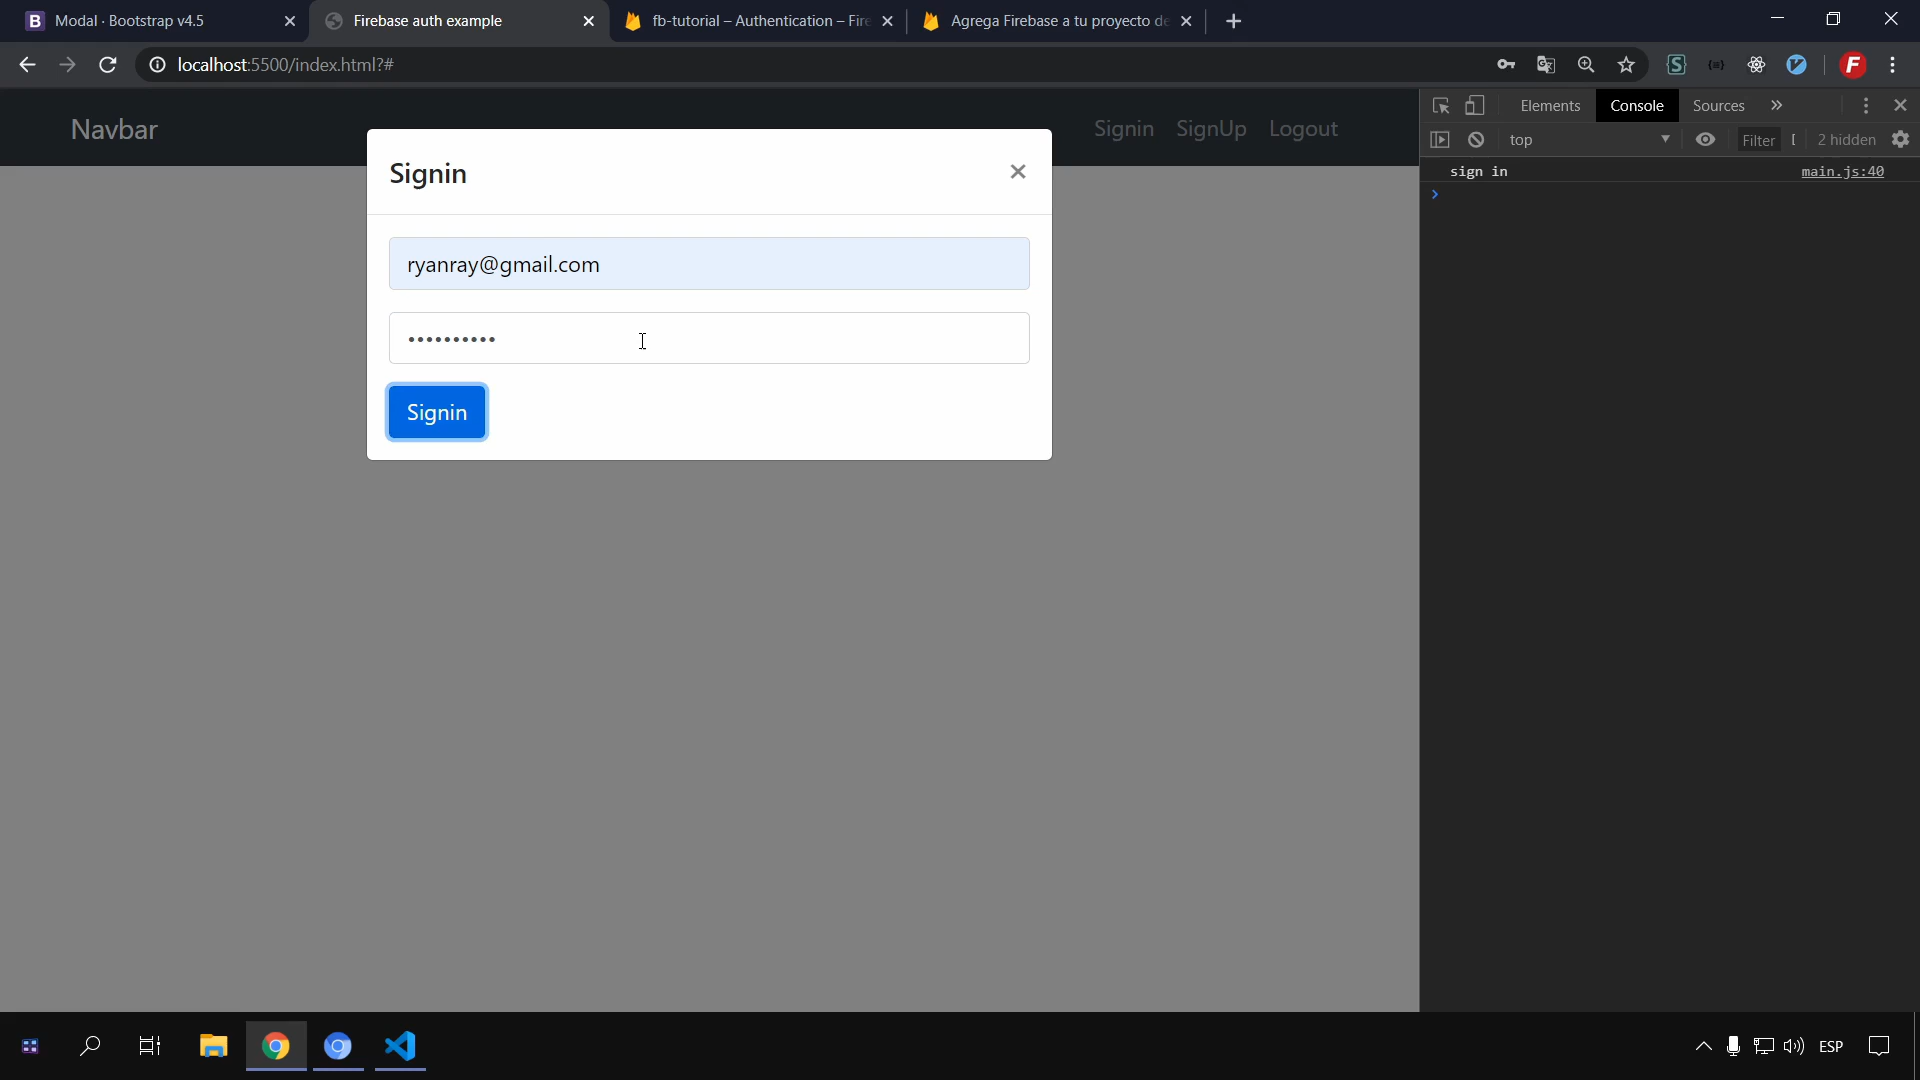 Modal · Bootstrap v4.5
Firebase auth example
fb-tutorial – Authentication – Fire
Agrega Firebase a tu proyecto de
localhost:5500/index.html?#
Navbar
Signin SignUp Logout
Signin
ryanray@gmail.com
••••••••••
Signin
Elements Console Sources
top
Filter
2 hidden
sign in
main.js:40
ESP